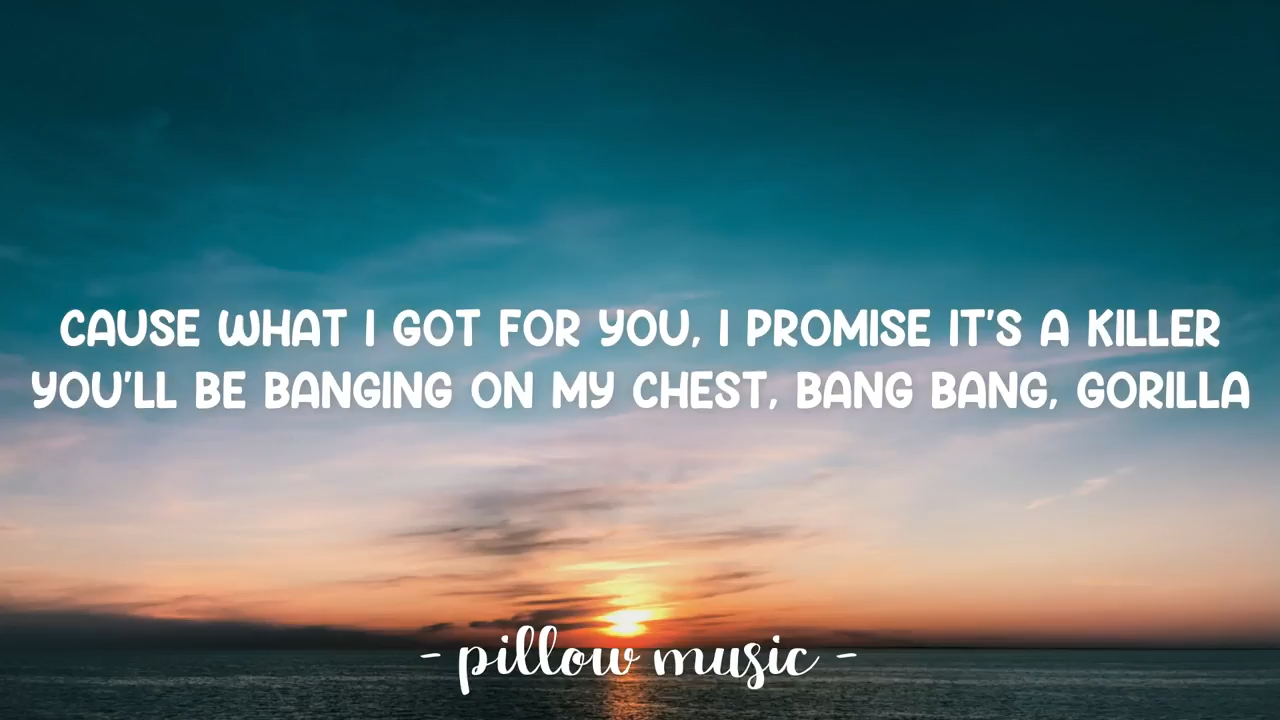 CAUSE WHAT I GOT FOR YOU, I PROMISE IT'S A KILLER
YOU'LL BE BANGING ON MY CHEST, BANG BANG, GORILLA
- pillow music -